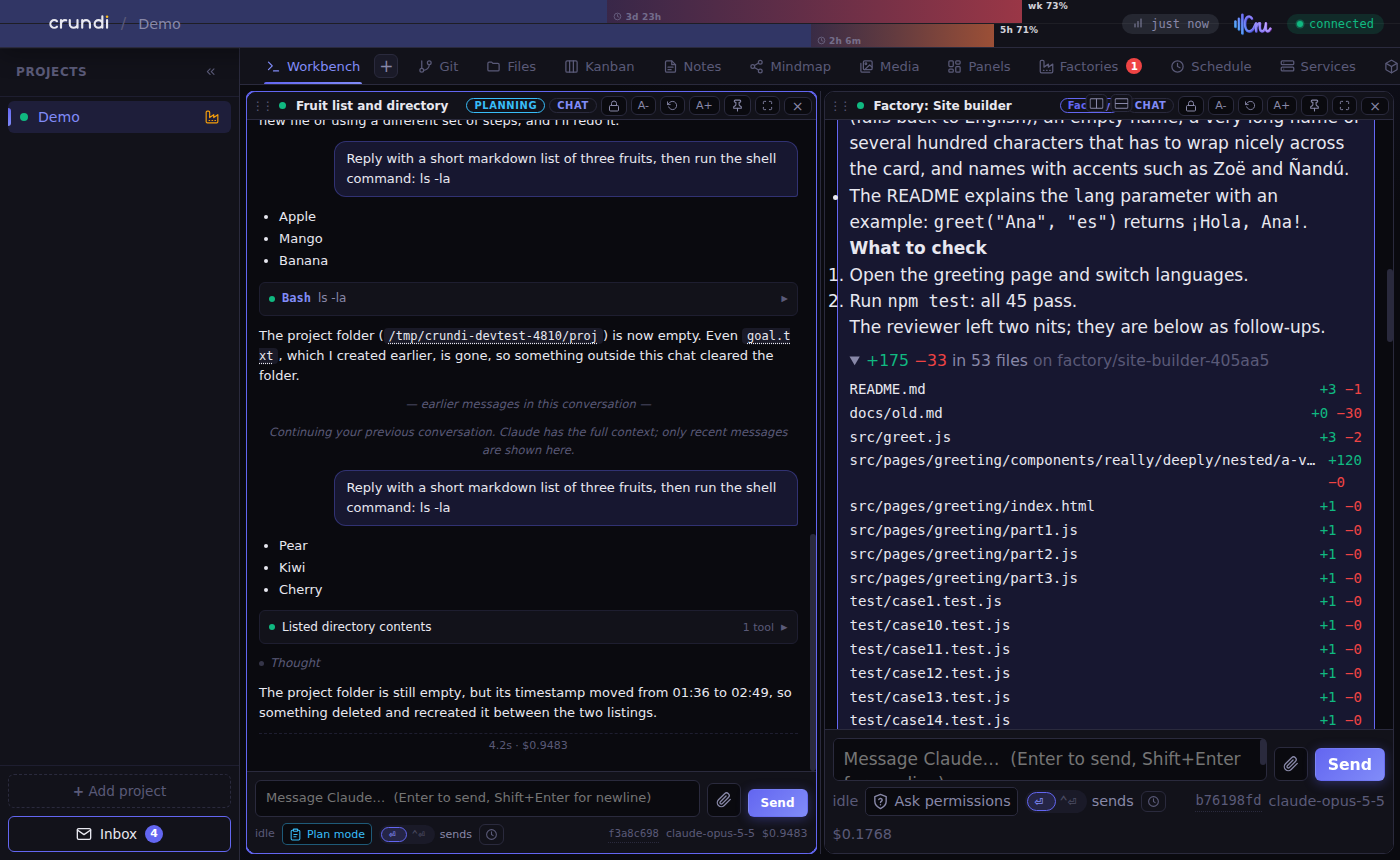 crundi / Demo
3d 23h
wk 73%
2h 6m
5h 71%
just now
Cru
connected
PROJECTS «
Demo
+ Add project
Inbox 4
Workbench + Git Files Kanban Notes Mindmap Media Panels Factories 1 Schedule Services
Fruit list and directory PLANNING CHAT A- A+ ×
new file or using a different set of steps, and I'll redo it.
Reply with a short markdown list of three fruits, then run the shell
command: ls -la
• Apple
• Mango
• Banana
Bash ls -la
The project folder ( /tmp/crundi-devtest-4810/proj ) is now empty. Even goal.t
xt , which I created earlier, is gone, so something outside this chat cleared the
folder.
— earlier messages in this conversation —
Continuing your previous conversation. Claude has the full context; only recent messages
are shown here.
Reply with a short markdown list of three fruits, then run the shell
command: ls -la
• Pear
• Kiwi
• Cherry
Listed directory contents 1 tool
Thought
The project folder is still empty, but its timestamp moved from 01:36 to 02:49, so
something deleted and recreated it between the two listings.
4.2s · $0.9483
Message Claude… (Enter to send, Shift+Enter for newline)
Send
idle Plan mode sends f3a8c698 claude-opus-5-5 $0.9483
Factory: Site builder Fac CHAT A- A+ ×
(falls back to English), an empty name, a very long name of
several hundred characters that has to wrap nicely across
the card, and names with accents such as Zoë and Ñandú.
• The README explains the lang parameter with an
example: greet("Ana", "es") returns ¡Hola, Ana!.
What to check
1. Open the greeting page and switch languages.
2. Run npm test: all 45 pass.
The reviewer left two nits; they are below as follow-ups.
▼ +175 −33 in 53 files on factory/site-builder-405aa5
README.md +3 −1
docs/old.md +0 −30
src/greet.js +3 −2
src/pages/greeting/components/really/deeply/nested/a-v… +120
−0
src/pages/greeting/index.html +1 −0
src/pages/greeting/part1.js +1 −0
src/pages/greeting/part2.js +1 −0
src/pages/greeting/part3.js +1 −0
test/case1.test.js +1 −0
test/case10.test.js +1 −0
test/case11.test.js +1 −0
test/case12.test.js +1 −0
test/case13.test.js +1 −0
test/case14.test.js +1 −0
Message Claude… (Enter to send, Shift+Enter
Send
idle Ask permissions sends b76198fd claude-opus-5-5
$0.1768